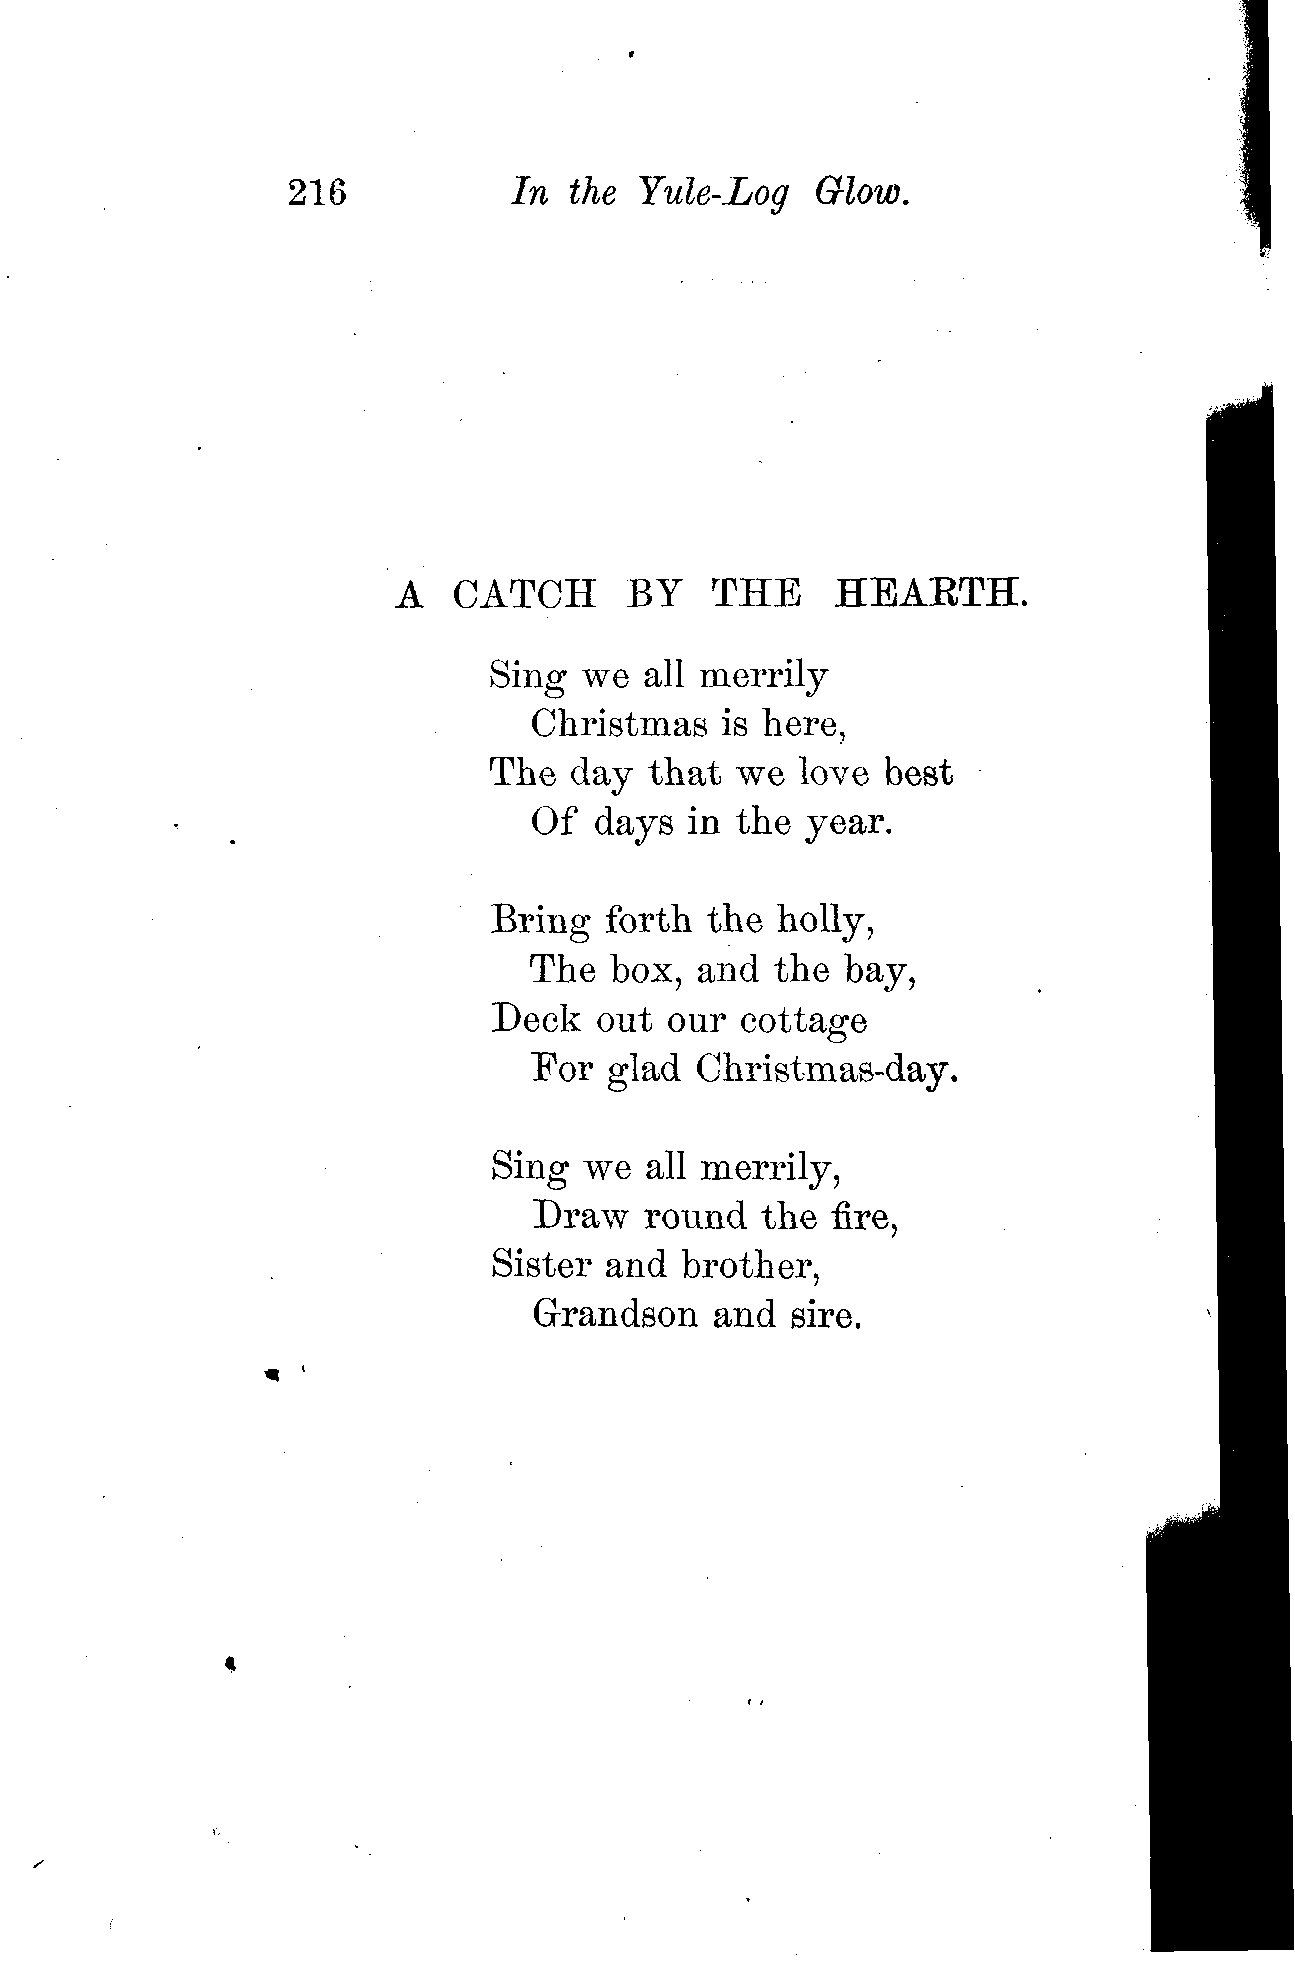 216 In the Yule-Log Glow.
A CATCH BY THE HEARTH.
Sing we all merrily
Christmas is here,
The day that we love best
Of days in the year.
Bring forth the holly,
The box, and the bay,
Deck out our cottage
For glad Christmas-day.
Sing we all merrily,
Draw round the fire,
Sister and brother,
Grandson and sire.